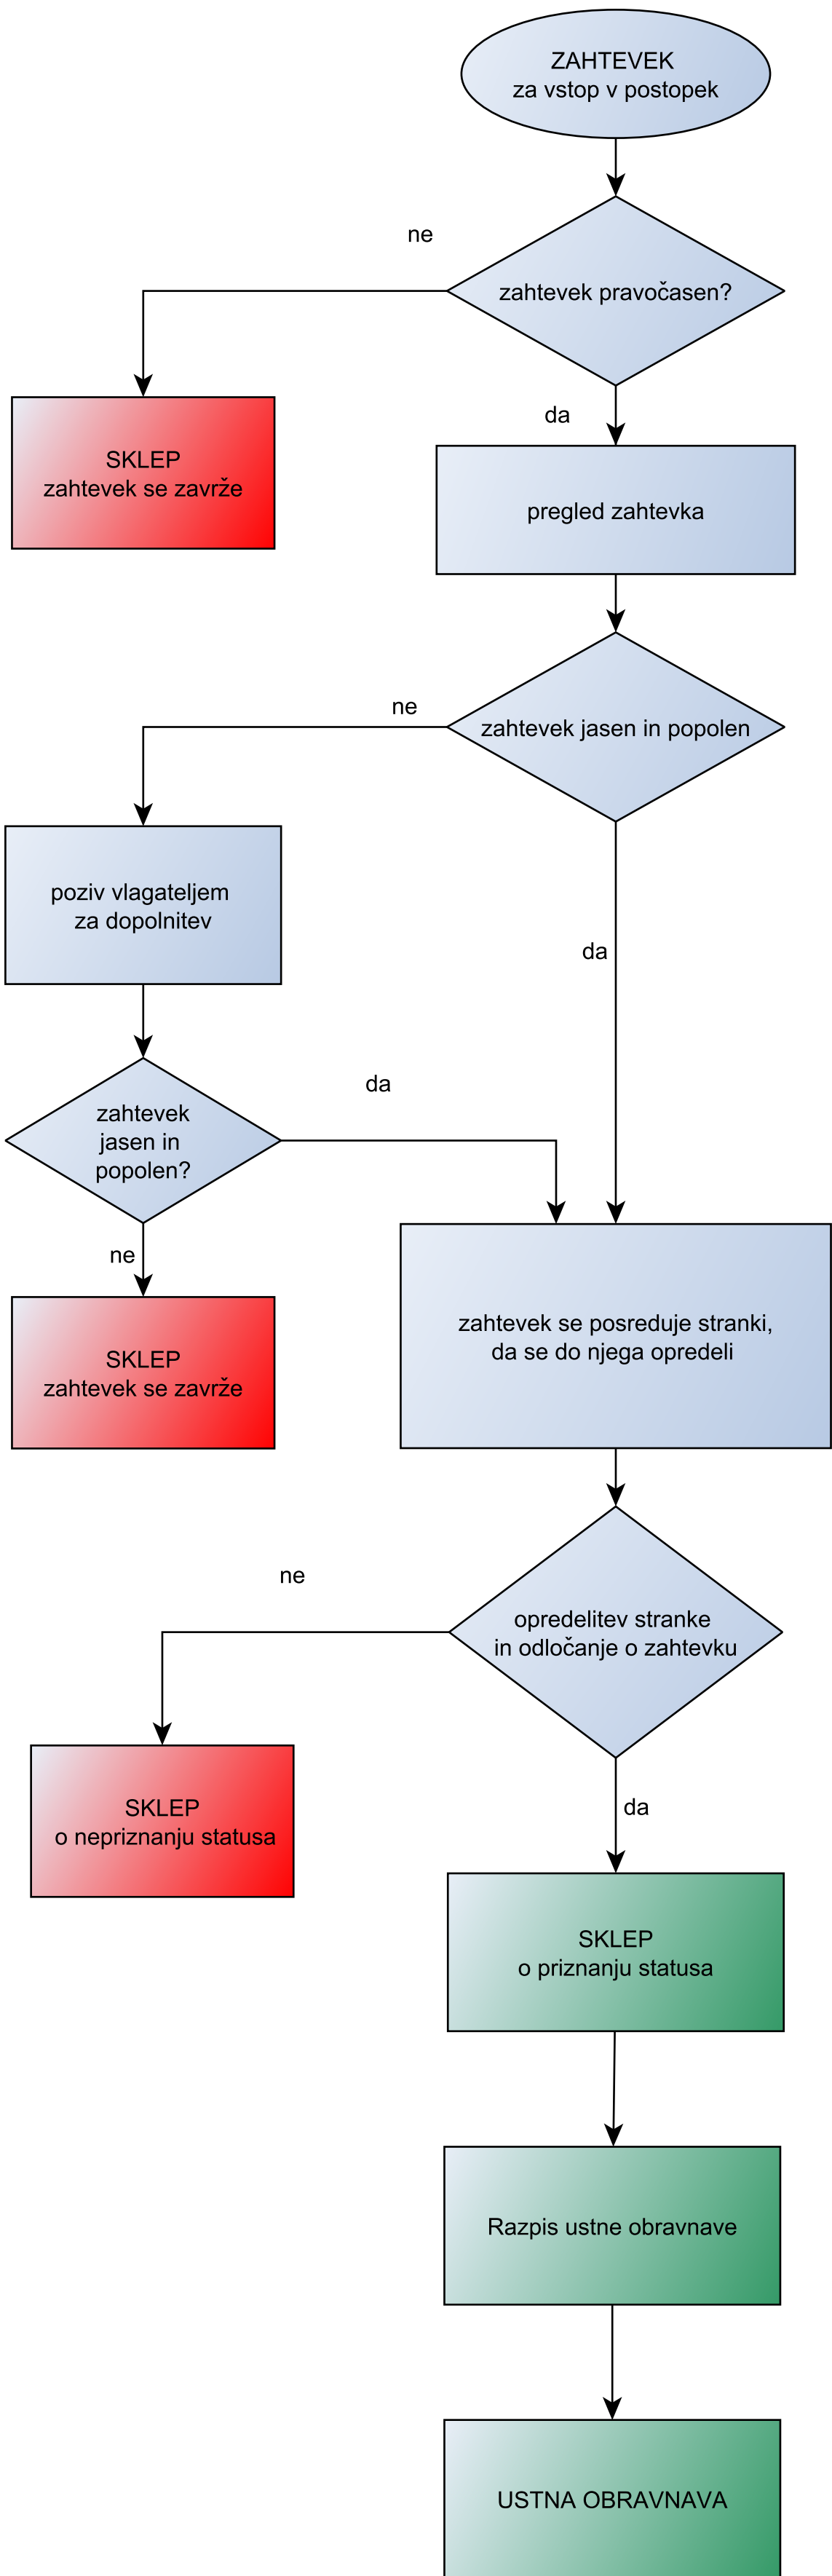 ZAHTEVEK
za vstop v postopek
ne
zahtevek pravočasen?
da
SKLEP
zahtevek se zavrže
pregled zahtevka
ne
zahtevek jasen in popolen
poziv vlagateljem
za dopolnitev
da
da
zahtevek
jasen in
popolen?
ne
zahtevek se posreduje stranki,
da se do njega opredeli
SKLEP
zahtevek se zavrže
ne
opredelitev stranke
in odločanje o zahtevku
SKLEP
o nepriznanju statusa
da
SKLEP
o priznanju statusa
Razpis ustne obravnave
USTNA OBRAVNAVA